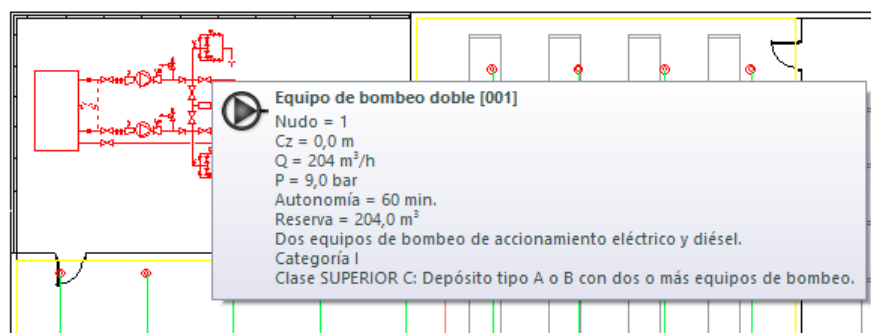 Equipo de bombeo doble [001]
Nudo = 1
Cz = 0,0 m
Q = 204 m³/h
P = 9,0 bar
Autonomía = 60 min.
Reserva = 204,0 m³
Dos equipos de bombeo de accionamiento eléctrico y diésel.
Categoría I
Clase SUPERIOR C: Depósito tipo A o B con dos o más equipos de bombeo.